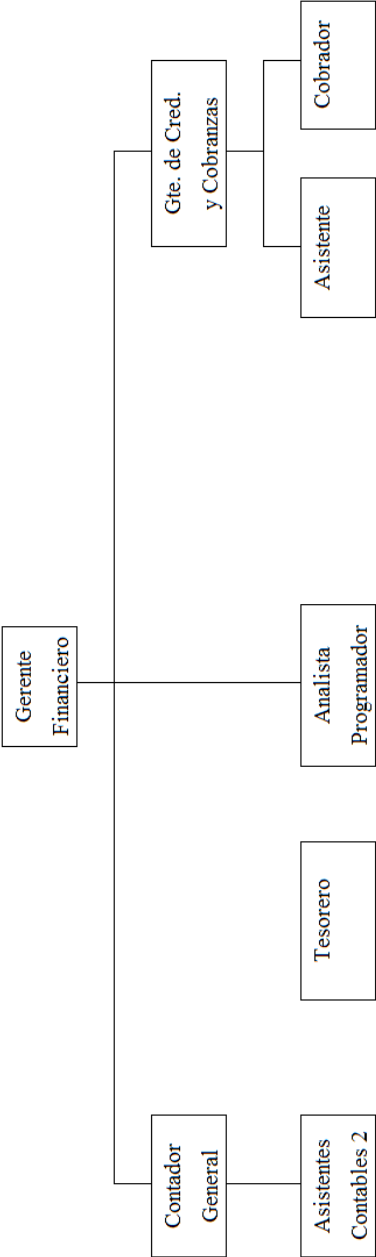 Gerente
Financiero
Contador
General
Gte. de Cred.
y Cobranzas
Asistentes
Contables 2
Tesorero
Analista
Programador
Asistente
Cobrador